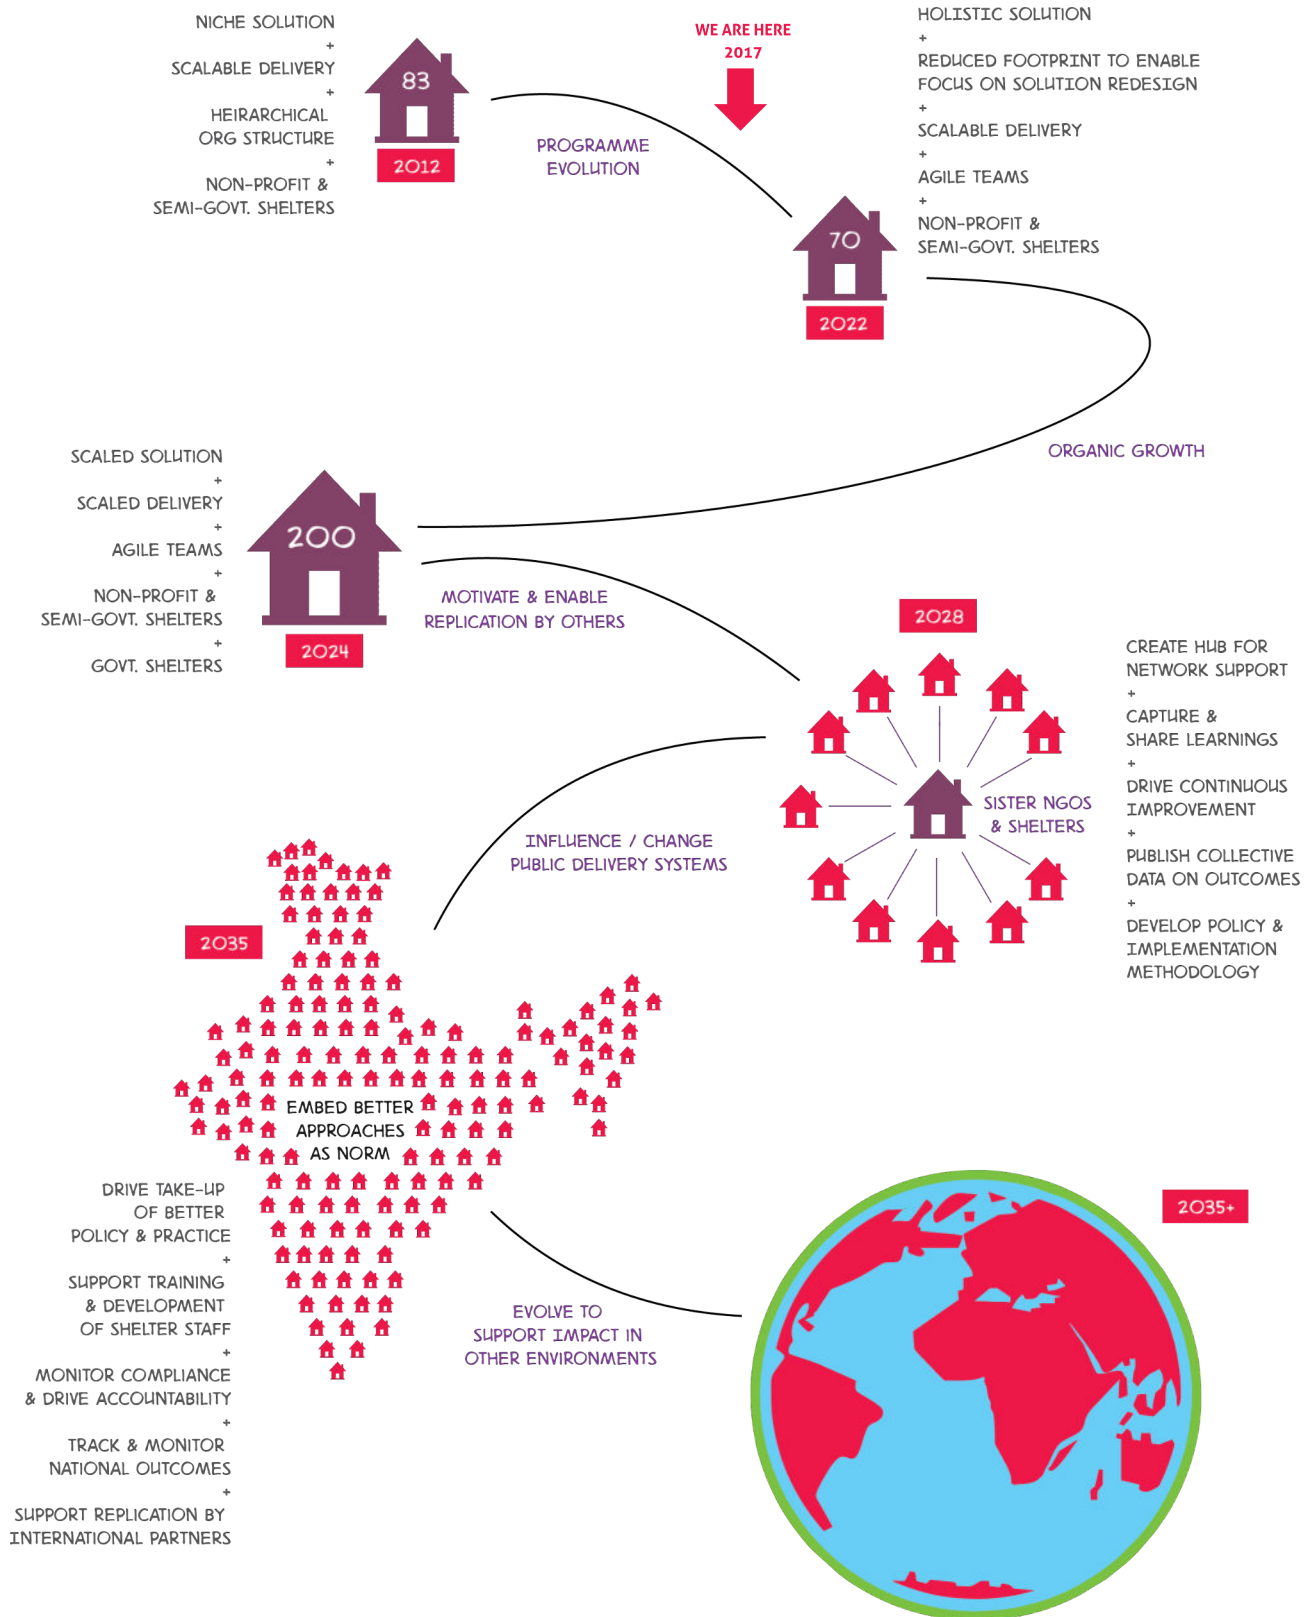 NICHE SOLUTION
+
SCALABLE DELIVERY
+
HEIRARCHICAL
ORG STRUCTURE
+
NON-PROFIT &
SEMI-GOVT. SHELTERS
83
2012
PROGRAMME
EVOLUTION
WE ARE HERE
2017
70
2022
HOLISTIC SOLUTION
+
REDUCED FOOTPRINT TO ENABLE
FOCUS ON SOLUTION REDESIGN
+
SCALABLE DELIVERY
+
AGILE TEAMS
+
NON-PROFIT &
SEMI-GOVT. SHELTERS
ORGANIC GROWTH
SCALED SOLUTION
+
SCALED DELIVERY
+
AGILE TEAMS
+
NON-PROFIT &
SEMI-GOVT. SHELTERS
+
GOVT. SHELTERS
200
2024
MOTIVATE & ENABLE
REPLICATION BY OTHERS
2028
SISTER NGOS
& SHELTERS
CREATE HUB FOR
NETWORK SUPPORT
+
CAPTURE &
SHARE LEARNINGS
+
DRIVE CONTINUOUS
IMPROVEMENT
+
PUBLISH COLLECTIVE
DATA ON OUTCOMES
+
DEVELOP POLICY &
IMPLEMENTATION
METHODOLOGY
INFLUENCE / CHANGE
PUBLIC DELIVERY SYSTEMS
2035
EMBED BETTER
APPROACHES
AS NORM
DRIVE TAKE-UP
OF BETTER
POLICY & PRACTICE
+
SUPPORT TRAINING
& DEVELOPMENT
OF SHELTER STAFF
+
MONITOR COMPLIANCE
& DRIVE ACCOUNTABILITY
+
TRACK & MONITOR
NATIONAL OUTCOMES
+
SUPPORT REPLICATION BY
INTERNATIONAL PARTNERS
EVOLVE TO
SUPPORT IMPACT IN
OTHER ENVIRONMENTS
2035+